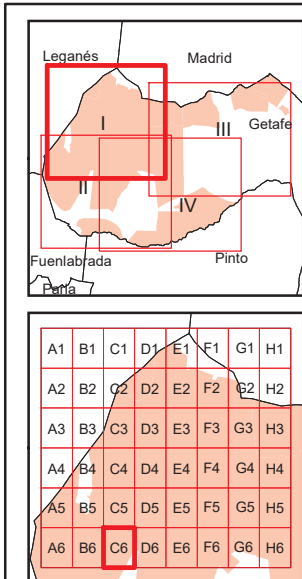 Leganés Madrid
I
III
Getafe
II
IV
Fuenlabrada Pinto
Parla
A1 B1 C1 D1 E1 F1 G1 H1
A2 B2 C2 D2 E2 F2 G2 H2
A3 B3 C3 D3 E3 F3 G3 H3
A4 B4 C4 D4 E4 F4 G4 H4
A5 B5 C5 D5 E5 F5 G5 H5
A6 B6 C6 D6 E6 F6 G6 H6